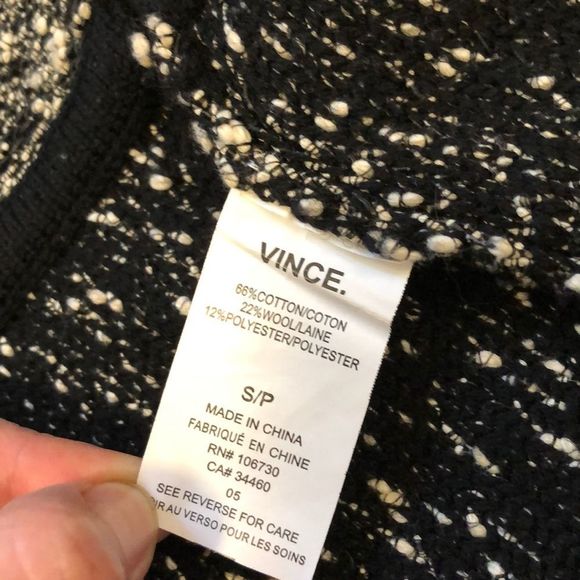 VINCE.
66%COTTON/COTON
22%WOOL/LAINE
12%POLYESTER/POLYESTER
S/P
MADE IN CHINA
FABRIQUÉ EN CHINE
RN# 106730
CA# 34460
05
SEE REVERSE FOR CARE
OIR AU VERSO POUR LES SOINS